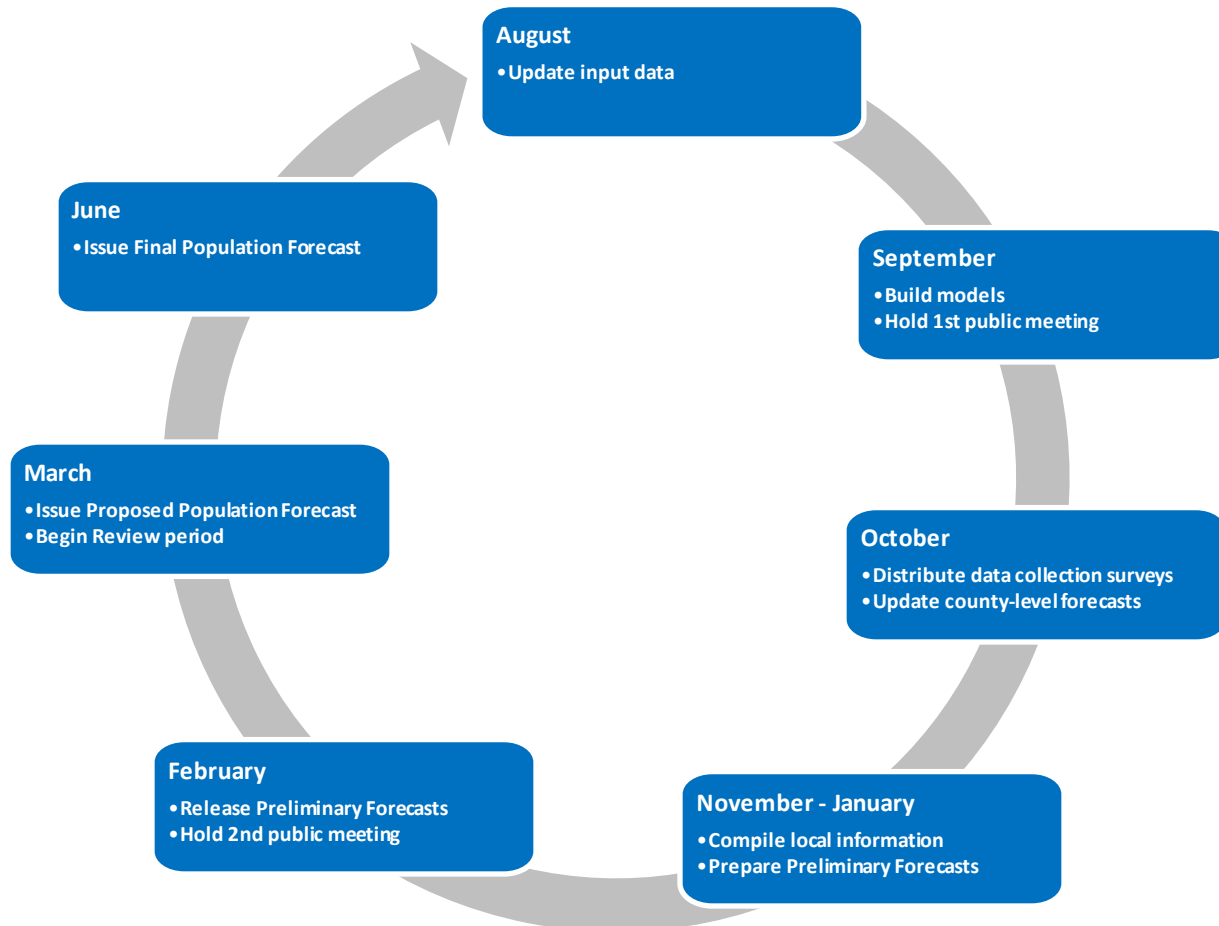 August
•Update input data
September
•Build models
•Hold 1st public meeting
October
•Distribute data collection surveys
•Update county-level forecasts
November - January
•Compile local information
•Prepare Preliminary Forecasts
February
•Release Preliminary Forecasts
•Hold 2nd public meeting
March
•Issue Proposed Population Forecast
•Begin Review period
June
•Issue Final Population Forecast